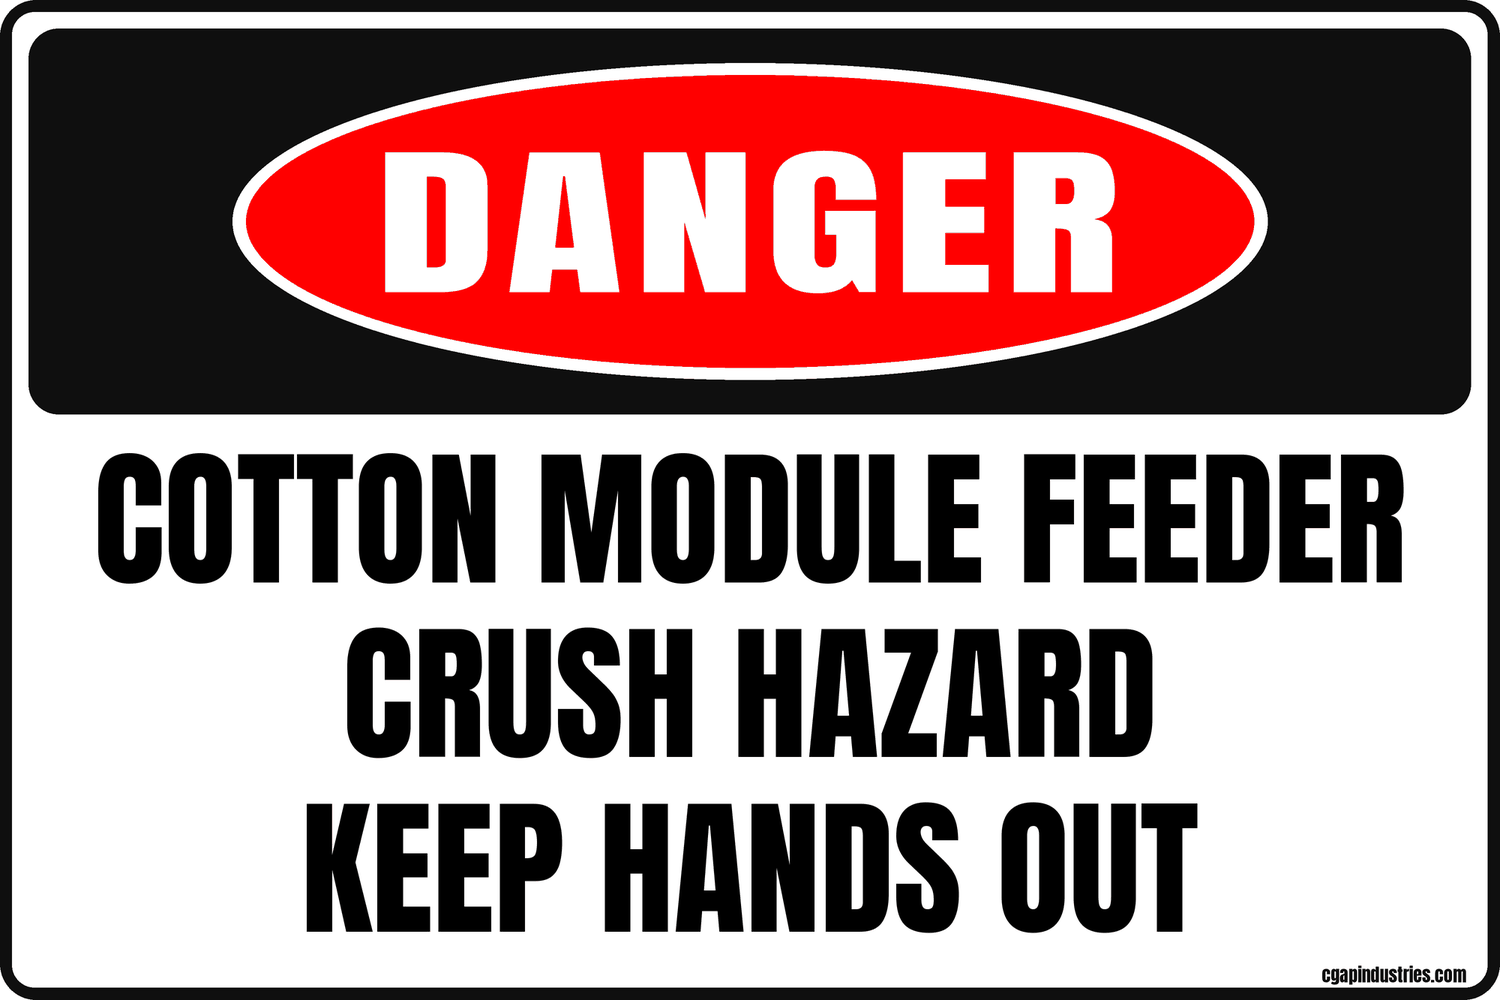 DANGER
COTTON MODULE FEEDER
CRUSH HAZARD
KEEP HANDS OUT
cgapindustries.com